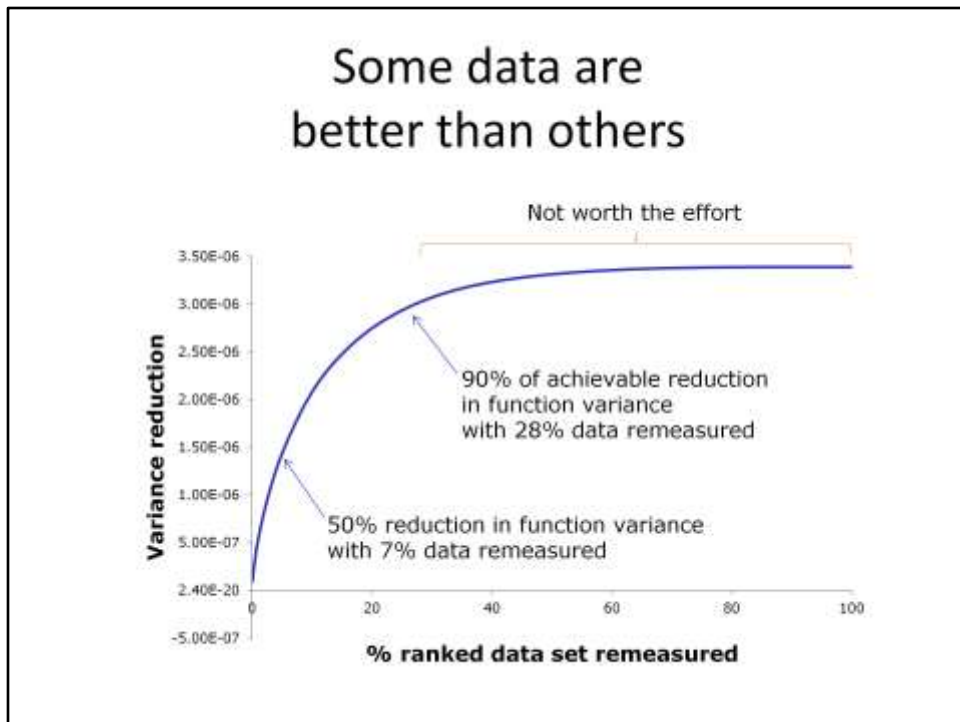 Some data are
better than others
Not worth the effort
3.50E-06
3.00E-06
2.50E-06
2.00E-06
1.50E-06
1.00E-06
5.00E-07
2.40E-20
-5.00E-07
Variance reduction
90% of achievable reduction
in function variance
with 28% data remeasured
50% reduction in function variance
with 7% data remeasured
0 20 40 60 80 100
% ranked data set remeasured